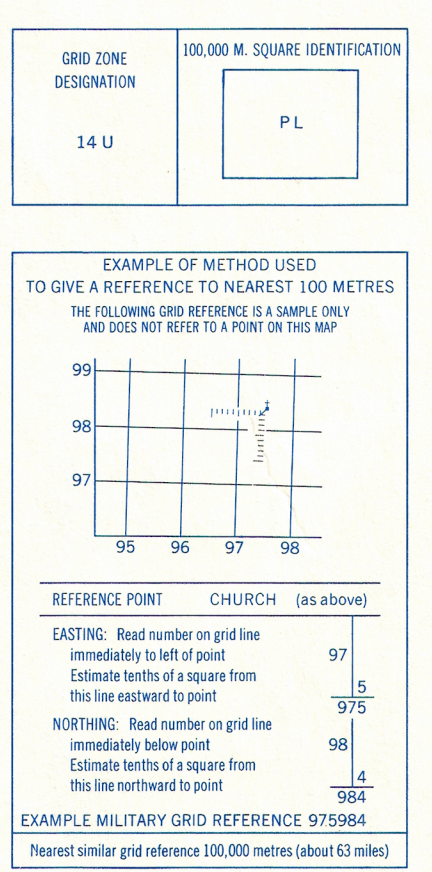 GRID ZONE
DESIGNATION
14 U
100,000 M. SQUARE IDENTIFICATION
PL
EXAMPLE OF METHOD USED
TO GIVE A REFERENCE TO NEAREST 100 METRES
THE FOLLOWING GRID REFERENCE IS A SAMPLE ONLY
AND DOES NOT REFER TO A POINT ON THIS MAP
99
98
97
95 96 97 98
REFERENCE POINT CHURCH (as above)
EASTING: Read number on grid line
immediately to left of point 97
Estimate tenths of a square from
this line eastward to point 5
975
NORTHING: Read number on grid line
immediately below point 98
Estimate tenths of a square from
this line northward to point 4
984
EXAMPLE MILITARY GRID REFERENCE 975984
Nearest similar grid reference 100,000 metres (about 63 miles)